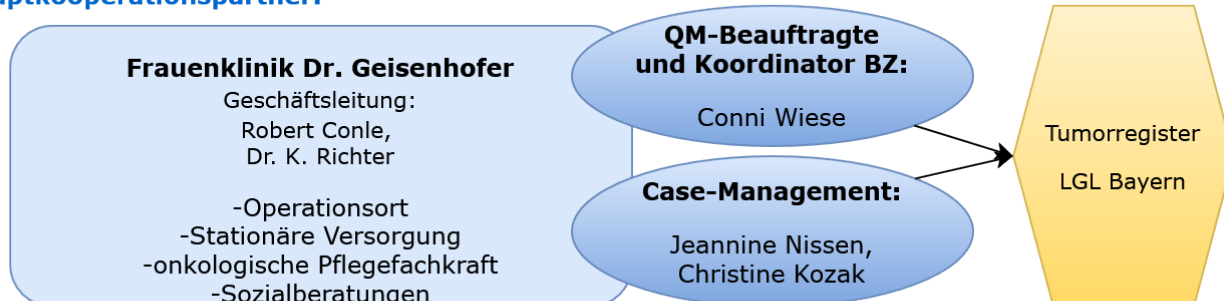 Frauenklinik Dr. Geisenhofer
Geschäftsleitung:
Robert Conle,
Dr. K. Richter
-Operationsort
-Stationäre Versorgung
-onkologische Pflegefachkraft
-Sozialberatungen
QM-Beauftragte
und Koordinator BZ:
Conni Wiese
Case-Management:
Jeannine Nissen,
Christine Kozak
Tumorregister
LGL Bayern